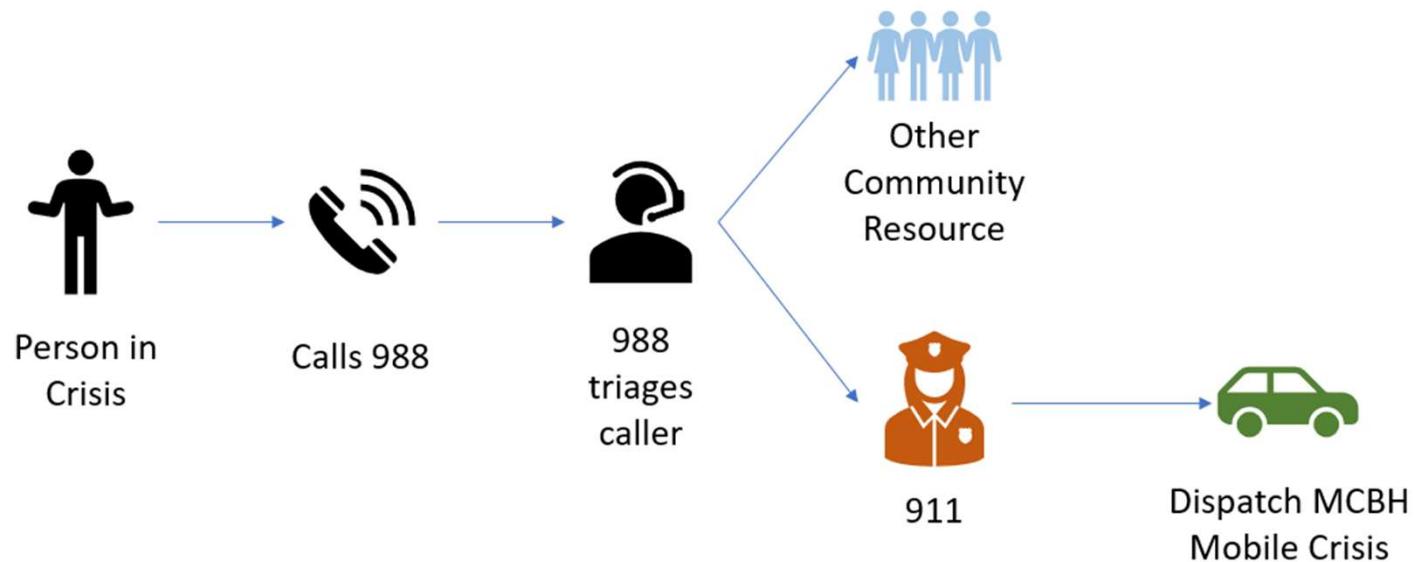 Person in
Crisis
Calls 988
988
triages
caller
Other
Community
Resource
911
Dispatch MCBH
Mobile Crisis